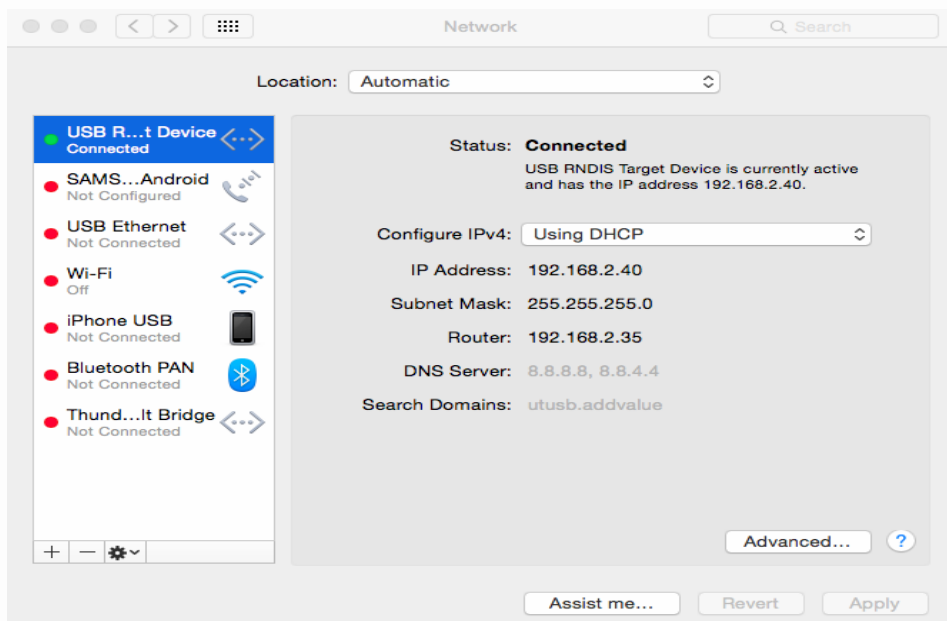 Network
Search
Location: Automatic
USB R...t Device
Connected
SAMS...Android
Not Configured
USB Ethernet
Not Connected
Wi-Fi
Off
iPhone USB
Not Connected
Bluetooth PAN
Not Connected
Thund...lt Bridge
Not Connected
Status: Connected
USB RNDIS Target Device is currently active
and has the IP address 192.168.2.40.
Configure IPv4: Using DHCP
IP Address: 192.168.2.40
Subnet Mask: 255.255.255.0
Router: 192.168.2.35
DNS Server: 8.8.8.8, 8.8.4.4
Search Domains: utusb.addvalue
Advanced... ?
Assist me... Revert Apply